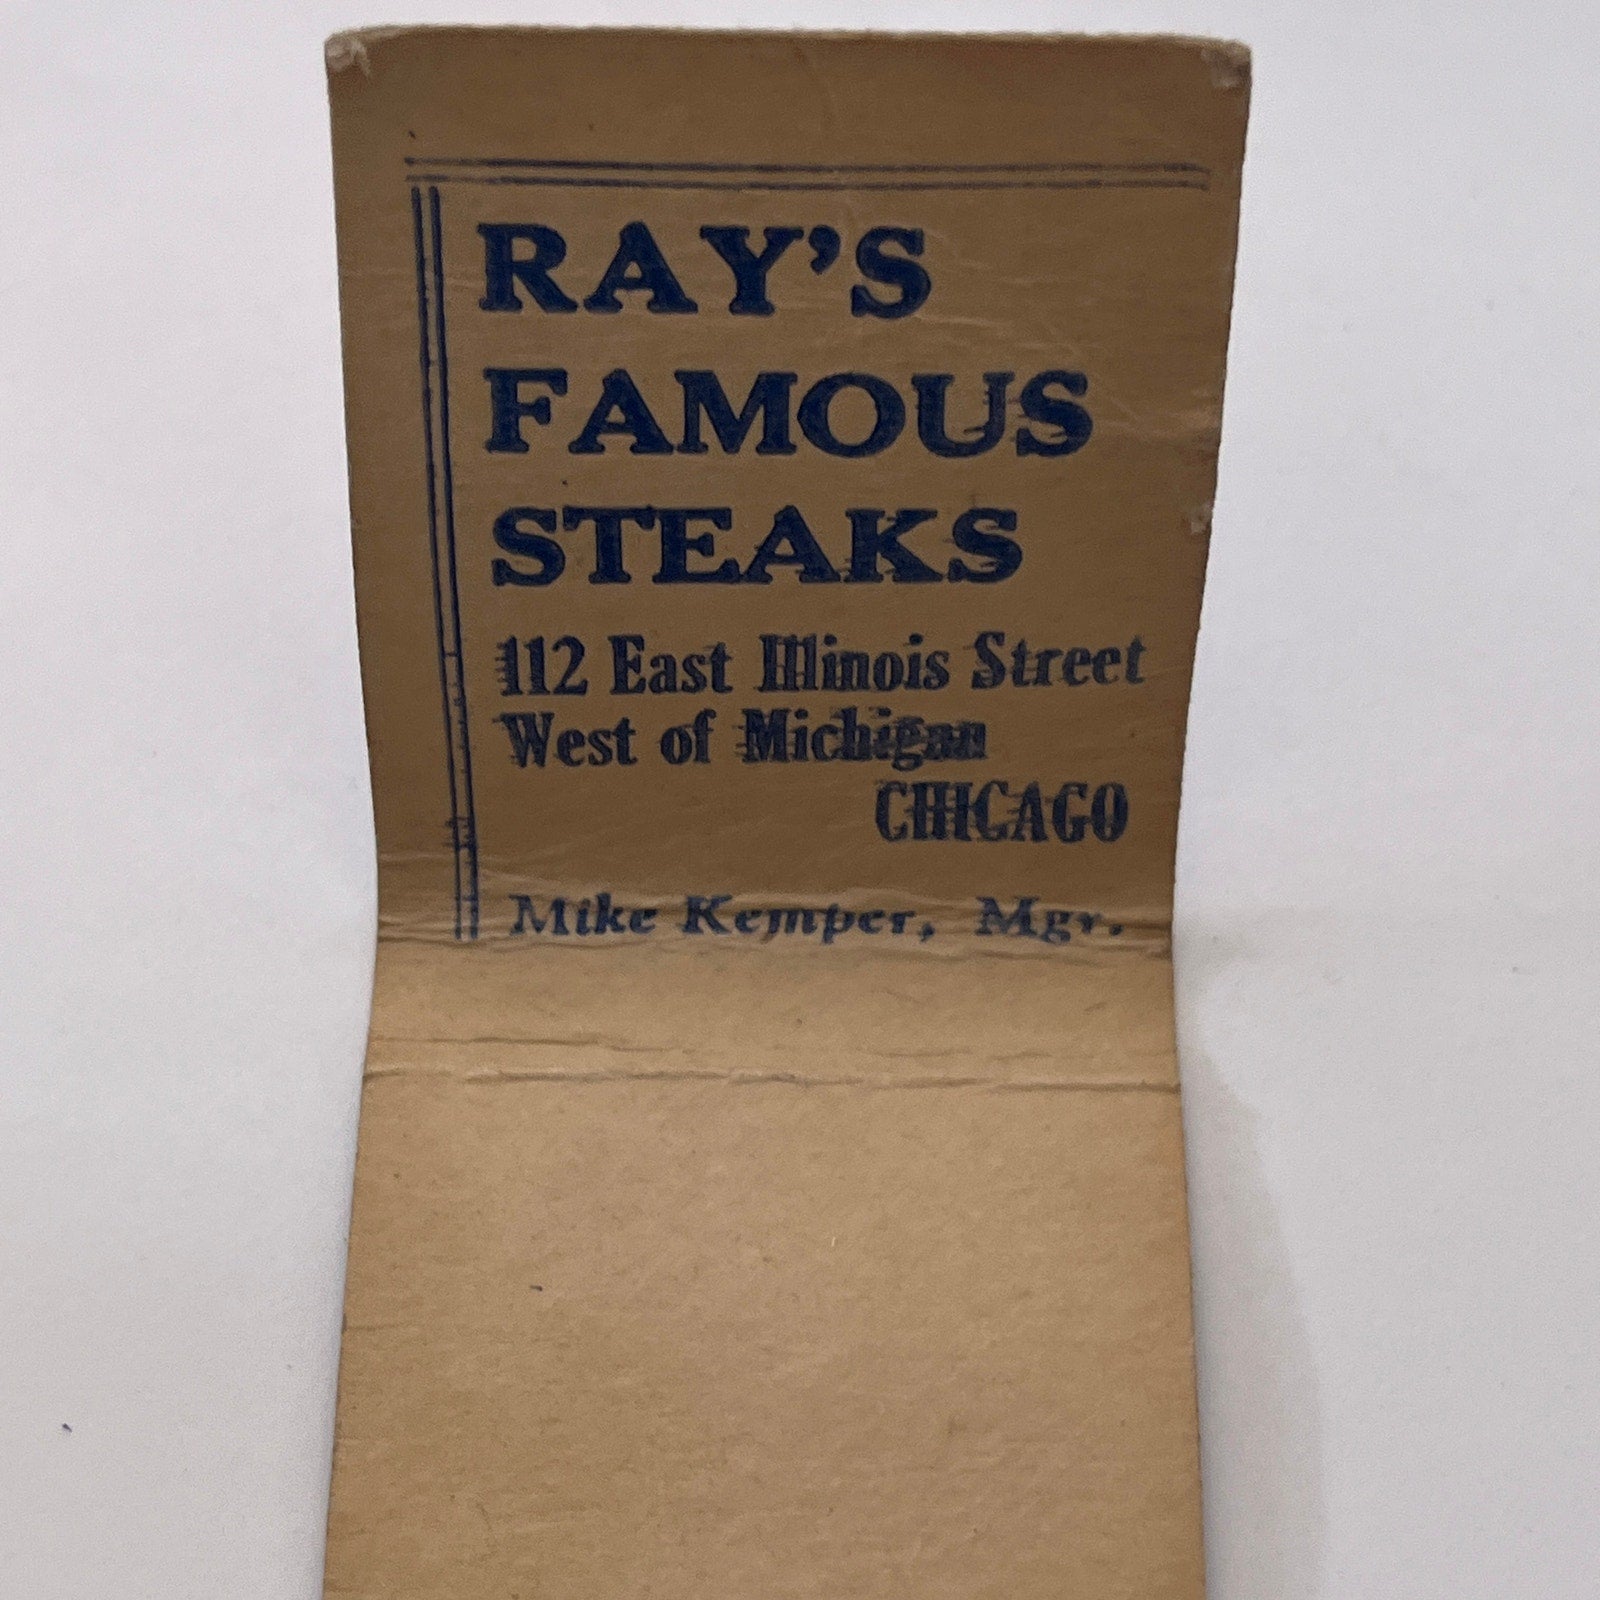 RAY'S
FAMOUS
STEAKS
112 East Illinois Street
West of Michigan
CHICAGO
Mike Kemper, Mgr.